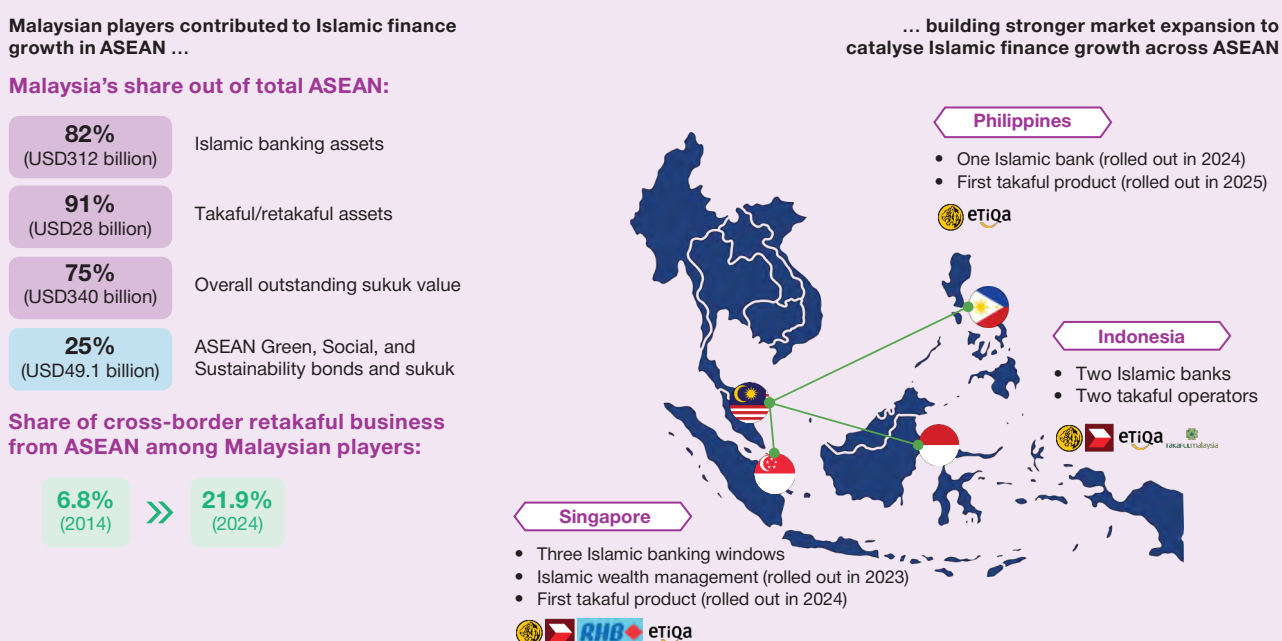 Malaysian players contributed to Islamic finance
growth in ASEAN …
Malaysia's share out of total ASEAN:
82%
(USD312 billion)
Islamic banking assets
91%
(USD28 billion)
Takaful/retakaful assets
75%
(USD340 billion)
Overall outstanding sukuk value
25%
(USD49.1 billion)
ASEAN Green, Social, and
Sustainability bonds and sukuk
Share of cross-border retakaful business
from ASEAN among Malaysian players:
6.8%
(2014)
21.9%
(2024)
… building stronger market expansion to
catalyse Islamic finance growth across ASEAN
Philippines
• One Islamic bank (rolled out in 2024)
• First takaful product (rolled out in 2025)
eTiQa
Indonesia
• Two Islamic banks
• Two takaful operators
eTiQa
takafulmalaysia
Singapore
• Three Islamic banking windows
• Islamic wealth management (rolled out in 2023)
• First takaful product (rolled out in 2024)
RHB
eTiQa